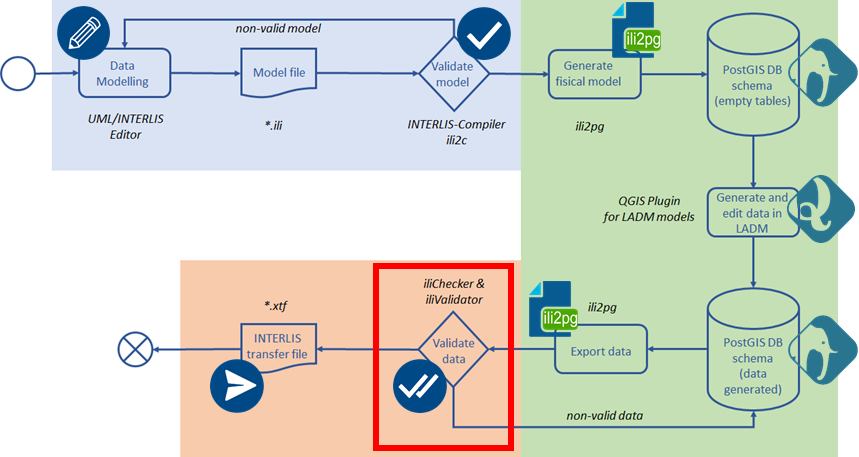 non-valid model
Data
Modelling
Model file
Validate
model
Generate
fisical model
ili2pg
PostGIS DB
schema
(empty tables)
UML/INTERLIS
Editor
*.ili
INTERLIS-Compiler
ili2c
ili2pg
QGIS Plugin
for LADM models
Generate and
edit data in
LADM
iliChecker &
iliValidator
*.xtf
ili2pg
ili2pg
INTERLIS
transfer file
Validate
data
Export data
PostGIS DB
schema
(data
generated)
non-valid data